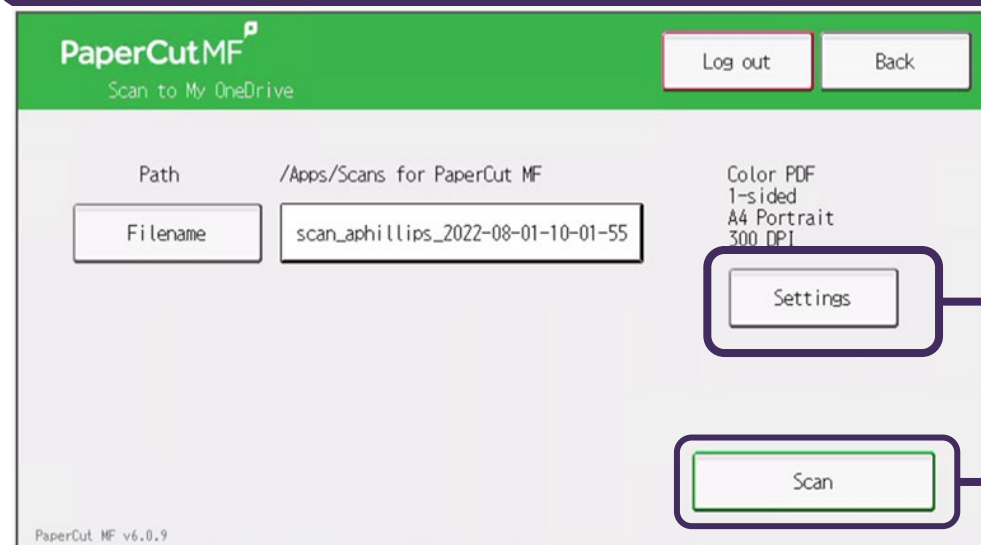 PaperCutMF
Scan to My OneDrive
Log out
Back
Path
/Apps/Scans for PaperCut MF
Filename
scan_aphillips_2022-08-01-10-01-55
Color PDF
1-sided
A4 Portrait
300 DPI
Settings
Scan
PaperCut MF v6.0.9